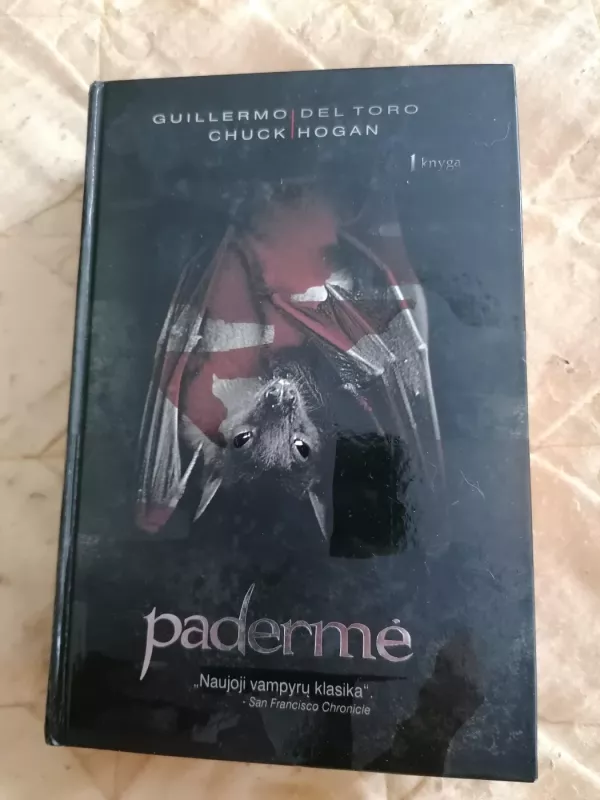 GUILLERMO DEL TORO
CHUCK HOGAN
1 knyga
padermė
„Naujoji vampyrų klasika“.
- San Francisco Chronicle